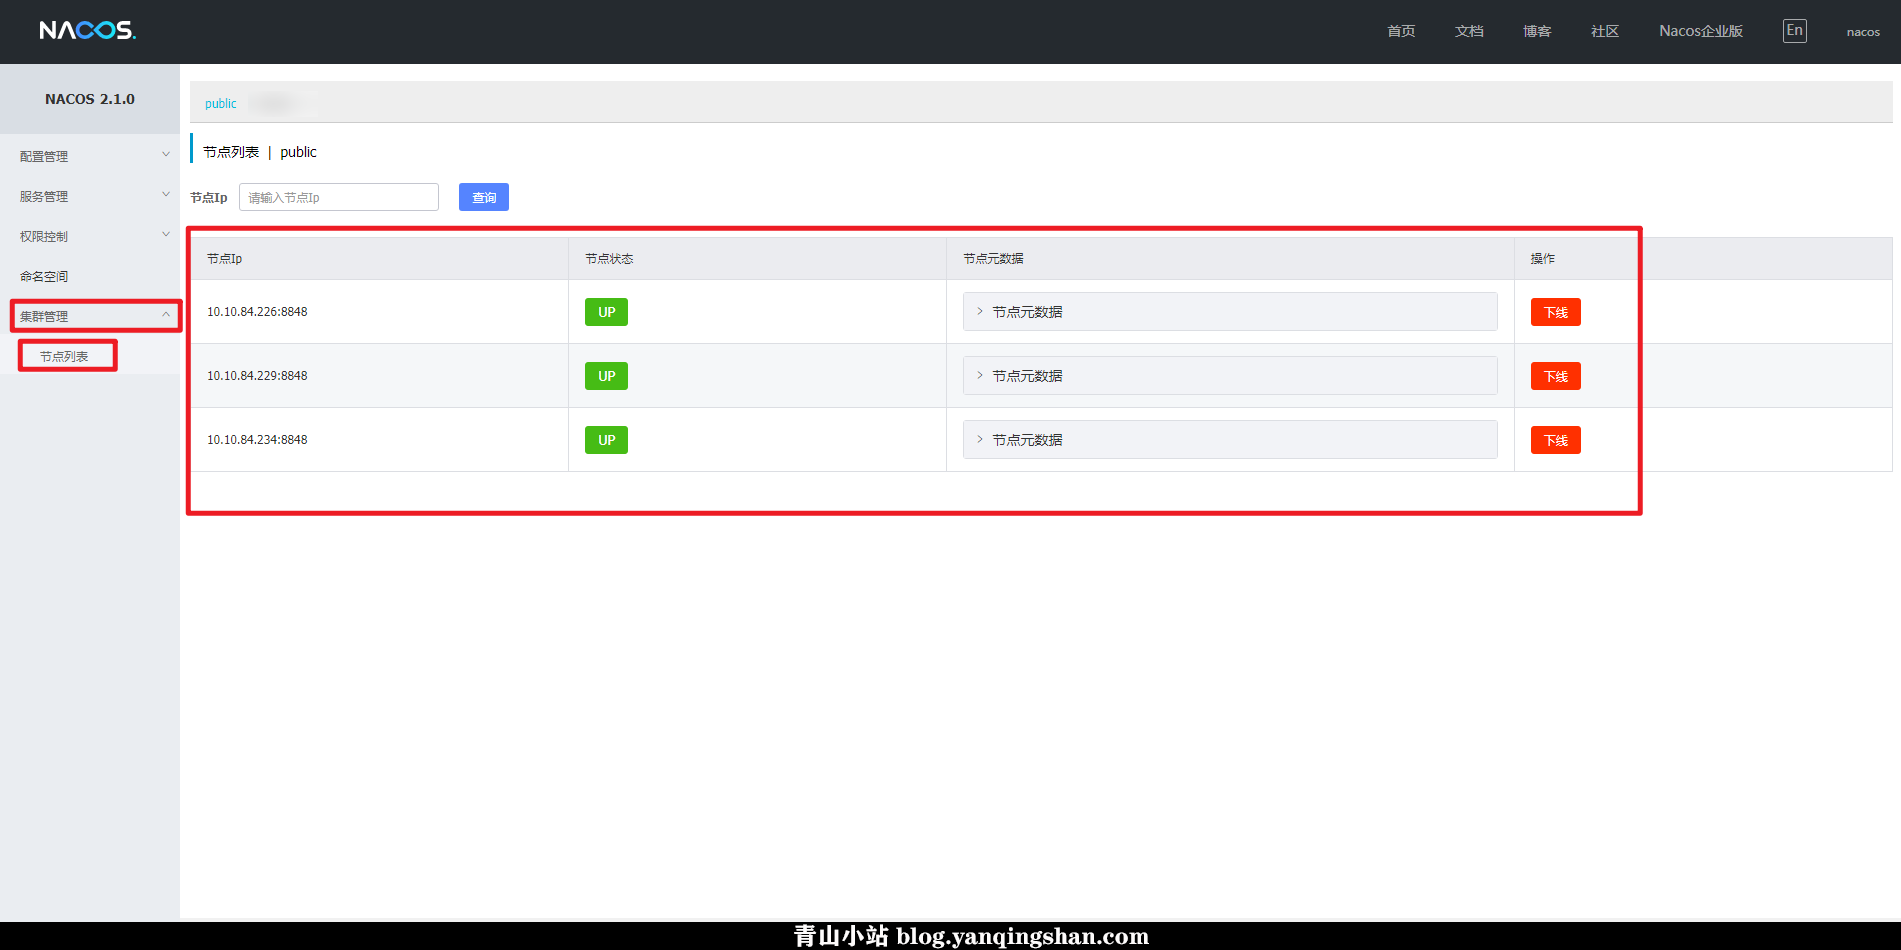 NACOS.
首页 文档 博客 社区 Nacos企业版 En nacos
NACOS 2.1.0
配置管理
服务管理
权限控制
命名空间
集群管理
节点列表
public
节点列表 | public
节点Ip 请输入节点Ip 查询
节点Ip 节点状态 节点元数据 操作
10.10.84.226:8848 UP 节点元数据 下线
10.10.84.229:8848 UP 节点元数据 下线
10.10.84.234:8848 UP 节点元数据 下线
青山小站 blog.yanqingshan.com